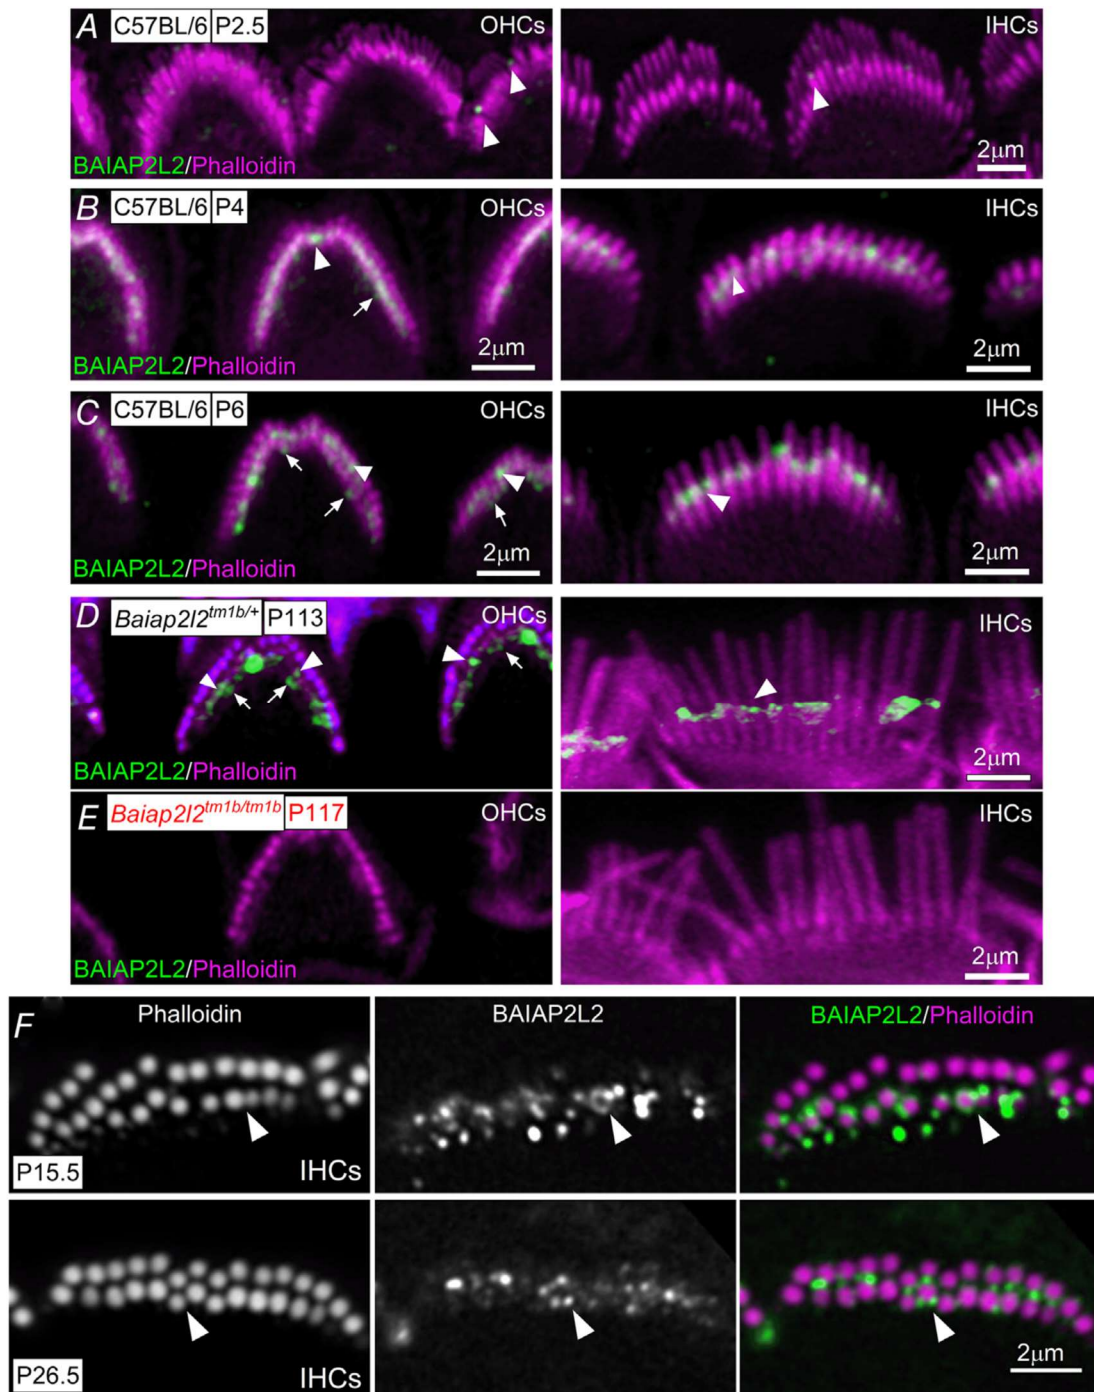 A C57BL/6 P2.5 OHCs IHCs
BAIAP2L2/Phalloidin 2μm
B C57BL/6 P4 OHCs IHCs
BAIAP2L2/Phalloidin 2μm 2μm
C C57BL/6 P6 OHCs IHCs
BAIAP2L2/Phalloidin 2μm 2μm
D Baiap2l2tm1b/+ P113 OHCs IHCs
BAIAP2L2/Phalloidin 2μm
E Baiap2l2tm1b/tm1b P117 OHCs IHCs
BAIAP2L2/Phalloidin 2μm
F Phalloidin BAIAP2L2 BAIAP2L2/Phalloidin
P15.5 IHCs
P26.5 IHCs 2μm